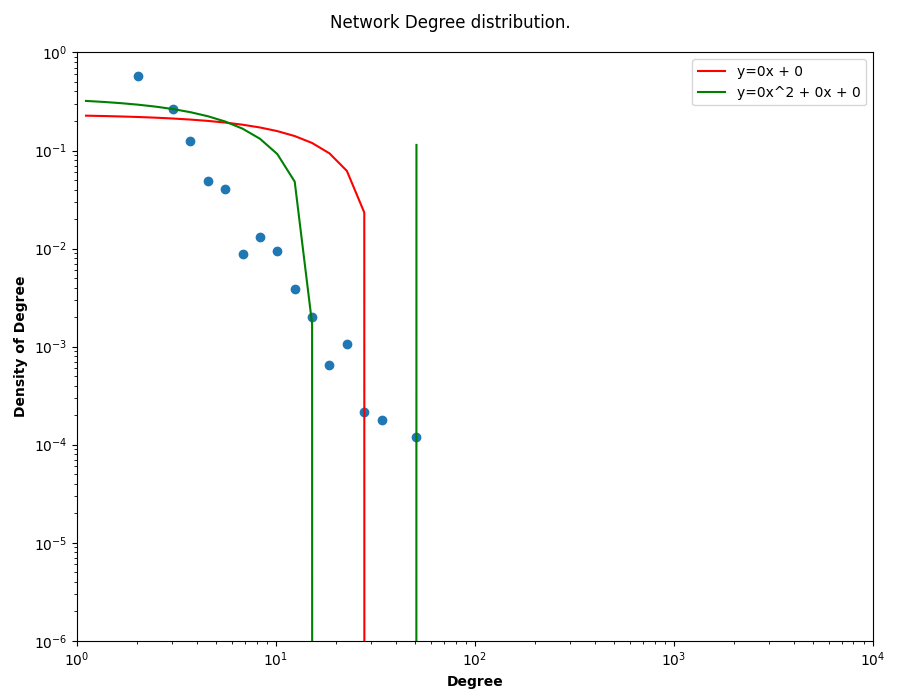 Network Degree distribution.
y=0x + 0
y=0x^2 + 0x + 0
Density of Degree
10^0
10^-1
10^-2
10^-3
10^-4
10^-5
10^-6
10^0 10^1 10^2 10^3 10^4
Degree